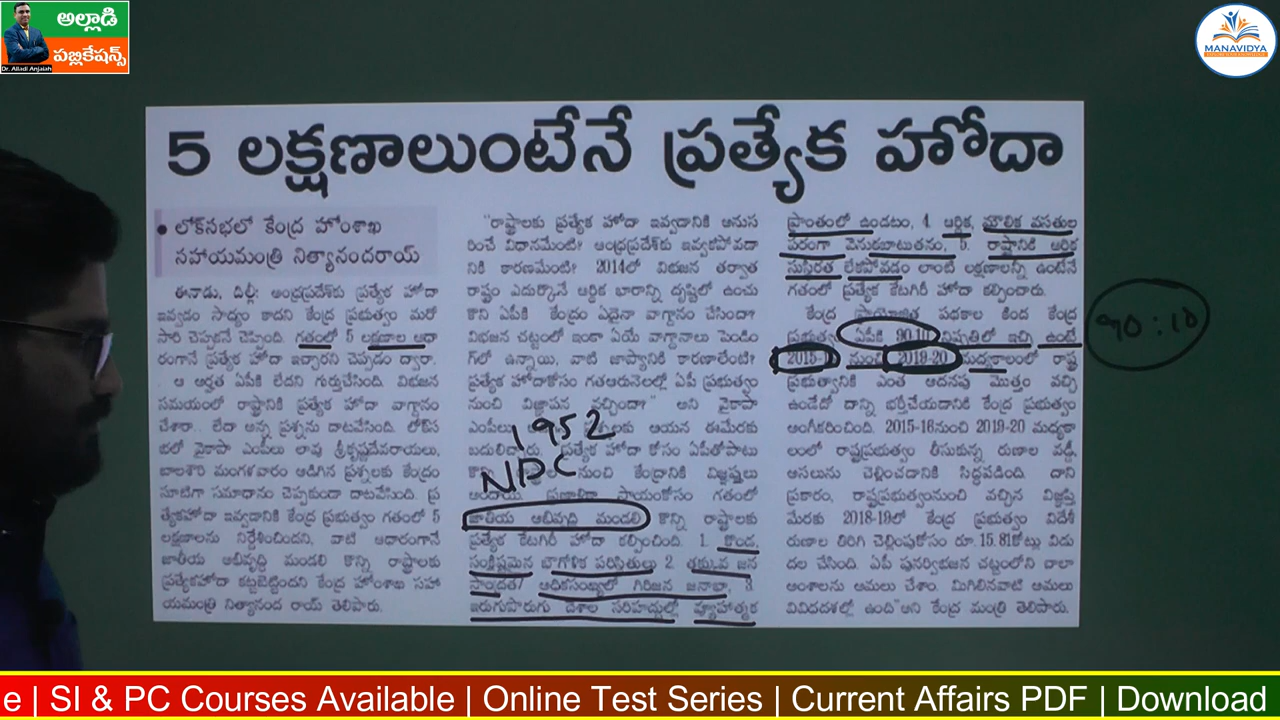 అల్లాడి
పబ్లికేషన్స్
Dr. Alladi Anjaiah
MANAVIDYA
5 లక్షణాలుంటేనే ప్రత్యేక హోదా
• లోక్‌సభలో కేంద్ర హోంశాఖ
సహాయమంత్రి నిత్యానందరాయ్
ఈనాడు, దిల్లీ: ఆంధ్రప్రదేశ్‌కు ప్రత్యేక హోదా
ఇవ్వడం సాధ్యం కాదని కేంద్ర ప్రభుత్వం మరో
సారి చెప్పకనే చెప్పింది. గతంలో 5 లక్షణాల ఆధా
రంగానే ప్రత్యేక హోదా ఇచ్చారని చెప్పడం ద్వారా,
ఆ అర్హత ఏపీకి లేదని గుర్తుచేసింది. విభజన
సమయంలో రాష్ట్రానికి ప్రత్యేక హోదా వాగ్దానం
చేశారా.. లేదా అన్న ప్రశ్నను దాటవేసింది. లోక్‌స
భలో వైకాపా ఎంపీలు లావు శ్రీకృష్ణదేవరాయలు,
బాలశౌరి మంగళవారం అడిగిన ప్రశ్నలకు కేంద్రం
సూటిగా సమాధానం చెప్పకుండా దాటవేసింది. ప్ర
త్యేకహోదా ఇవ్వడానికి కేంద్ర ప్రభుత్వం గతంలో 5
లక్షణాలను నిర్దేశించిందని, వాటి ఆధారంగానే
జాతీయ అభివృద్ధి మండలి కొన్ని రాష్ట్రాలకు
ప్రత్యేకహోదా కట్టబెట్టిందని కేంద్ర హోంశాఖ సహా
యమంత్రి నిత్యానంద రాయ్ తెలిపారు.
"రాష్ట్రాలకు ప్రత్యేక హోదా ఇవ్వడానికి అనుస
రించే విధానమేంటి? ఆంధ్రప్రదేశ్‌కు ఇవ్వకపోవడా
నికి కారణమేంటి? 2014లో విభజన తర్వాత
రాష్ట్రం ఎదుర్కొనే ఆర్థిక భారాన్ని దృష్టిలో ఉంచు
కొని ఏపీకి కేంద్రం ఏదైనా వాగ్దానం చేసిందా?
విభజన చట్టంలో ఇంకా ఏయే వాగ్దానాలు పెండిం
గ్‌లో ఉన్నాయి, వాటి జాప్యానికి కారణాలేంటి?
ప్రత్యేక హోదాకోసం గతఆరునెలల్లో ఏపీ ప్రభుత్వం
నుంచి విజ్ఞాపన వచ్చిందా?" అని వైకాపా
ఎంపీలు ప్రశ్నలకు ఆయన ఈమేరకు
బదులిచ్చారు. ప్రత్యేక హోదా కోసం ఏపీతోపాటు
నుంచి కేంద్రానికి విజ్ఞప్తులు
అందాయి. ప్రణాళికా సాయంకోసం గతంలో
జాతీయ అభివృద్ధి మండలి కొన్ని రాష్ట్రాలకు
ప్రత్యేక కేటగిరీ హోదా కల్పించింది. 1. కొండ,
సంక్లిష్టమైన భౌగోళిక పరిస్థితులు 2. తక్కువ జన
సాంద్రత/ అధికసంఖ్యలో గిరిజన జనాభా, 3.
ఇరుగుపొరుగు దేశాల సరిహద్దుల్లో వ్యూహాత్మక
1952
NDC
ప్రాంతంలో ఉండటం, 4. ఆర్థిక, మౌలిక వసతుల
పరంగా వెనుకబాటుతనం, 5. రాష్ట్రానికి ఆర్థిక
సుస్థిరత లేకపోవడం లాంటి లక్షణాలన్నీ ఉంటేనే
గతంలో ప్రత్యేక కేటగిరీ హోదా కల్పించారు.
కేంద్ర ప్రాయోజిత పథకాల కింద కేంద్ర
ప్రభుత్వం ఏపీకి 90:10 నిష్పత్తిలో ఇచ్చి ఉండే
2015-1 నుంచి 2019-20 మధ్యకాలంలో రాష్ట్ర
ప్రభుత్వానికి ఎంత అదనపు మొత్తం వచ్చి
ఉండేదో దాన్ని భర్తీచేయడానికి కేంద్ర ప్రభుత్వం
అంగీకరించింది. 2015-16నుంచి 2019-20 మధ్యకా
లంలో రాష్ట్రప్రభుత్వం తీసుకున్న రుణాల వడ్డీ,
అసలును చెల్లించడానికి సిద్ధపడింది. దాని
ప్రకారం, రాష్ట్రప్రభుత్వంనుంచి వచ్చిన విజ్ఞప్తి
మేరకు 2018-19లో కేంద్ర ప్రభుత్వం విదేశీ
రుణాల తిరిగి చెల్లింపుకోసం రూ.15.81కోట్లు విడు
దల చేసింది. ఏపీ పునర్విభజన చట్టంలోని చాలా
అంశాలను అమలు చేశాం. మిగిలినవాటి అమలు
వివిధదశల్లో ఉంది" అని కేంద్ర మంత్రి తెలిపారు.
90:10
e | SI & PC Courses Available | Online Test Series | Current Affairs PDF | Download